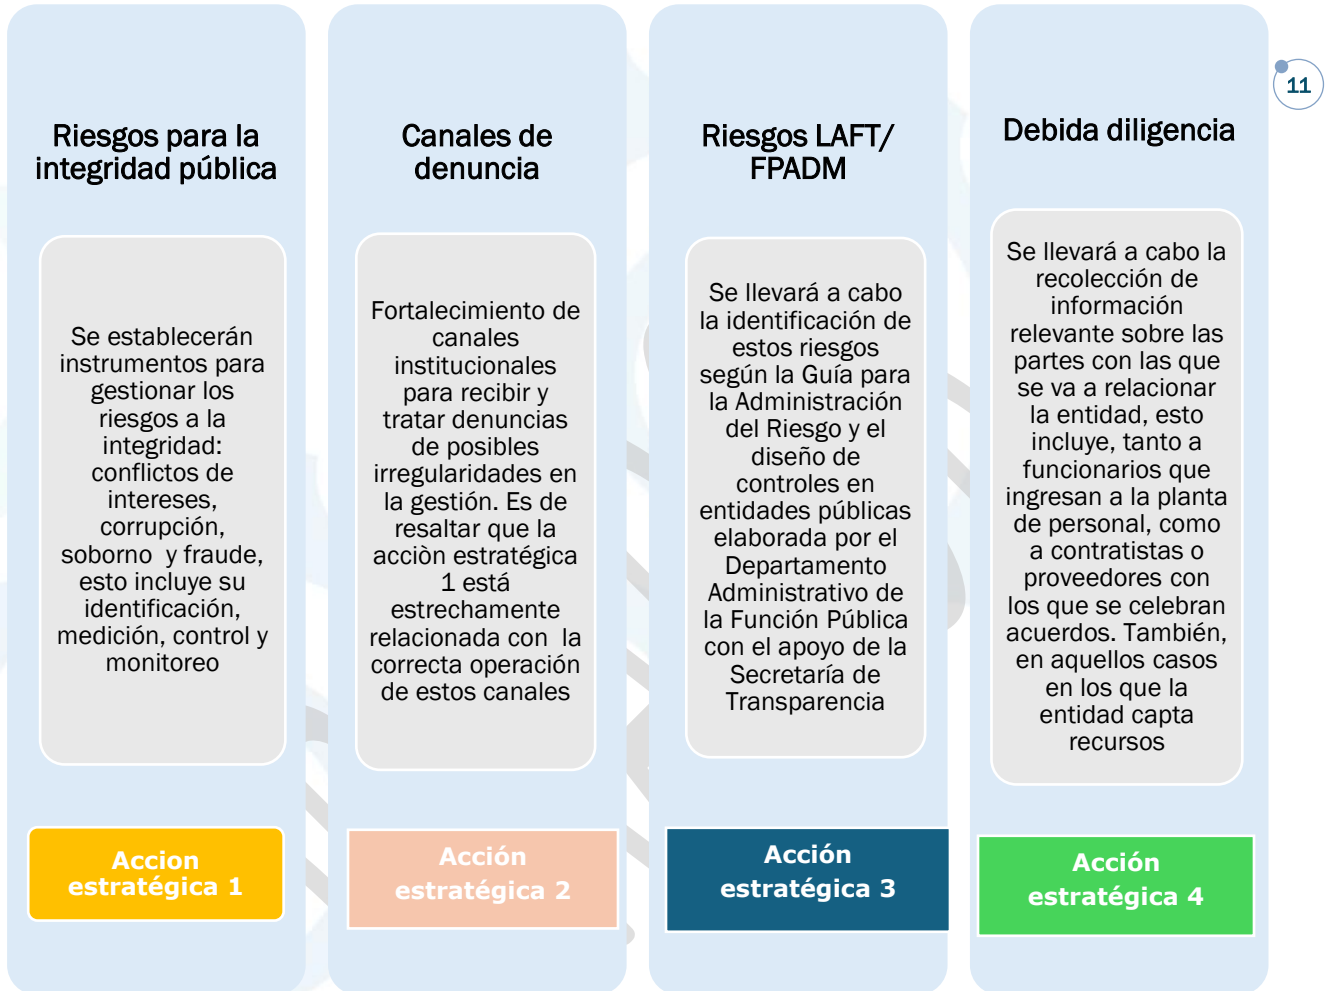 11
Riesgos para la
integridad pública
Se establecerán
instrumentos para
gestionar los
riesgos a la
integridad:
conflictos de
intereses,
corrupción,
soborno  y fraude,
esto incluye su
identificación,
medición, control y
monitoreo
Accion
estratégica 1
Canales de
denuncia
Fortalecimiento de
canales
institucionales
para recibir y
tratar denuncias
de posibles
irregularidades en
la gestión. Es de
resaltar que la
acciòn estratégica
1 está
estrechamente
relacionada con  la
correcta operación
de estos canales
Acción
estratégica 2
Riesgos LAFT/
FPADM
Se llevará a cabo
la identificación de
estos riesgos
según la Guía para
la Administración
del Riesgo y el
diseño de
controles en
entidades públicas
elaborada por el
Departamento
Administrativo de
la Función Pública
con el apoyo de la
Secretaría de
Transparencia
Acción
estratégica 3
Debida diligencia
Se llevará a cabo la
recolección de
información
relevante sobre las
partes con las que
se va a relacionar
la entidad, esto
incluye, tanto a
funcionarios que
ingresan a la planta
de personal, como
a contratistas o
proveedores con
los que se celebran
acuerdos. También,
en aquellos casos
en los que la
entidad capta
recursos
Acción
estratégica 4